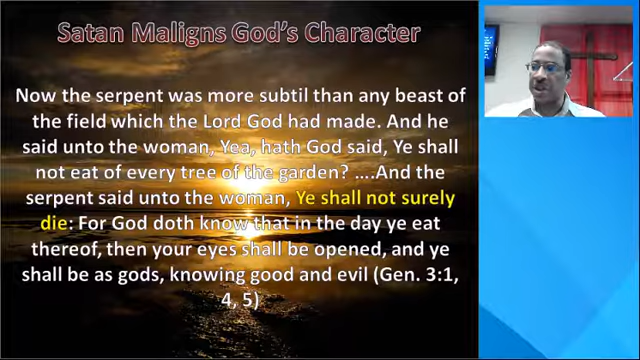 Satan Maligns God's Character
Now the serpent was more subtil than any beast of
the field which the Lord God had made. And he
said unto the woman, Yea, hath God said, Ye shall
not eat of every tree of the garden? ....And the
serpent said unto the woman, Ye shall not surely
die: For God doth know that in the day ye eat
thereof, then your eyes shall be opened, and ye
shall be as gods, knowing good and evil (Gen. 3:1,
4, 5)